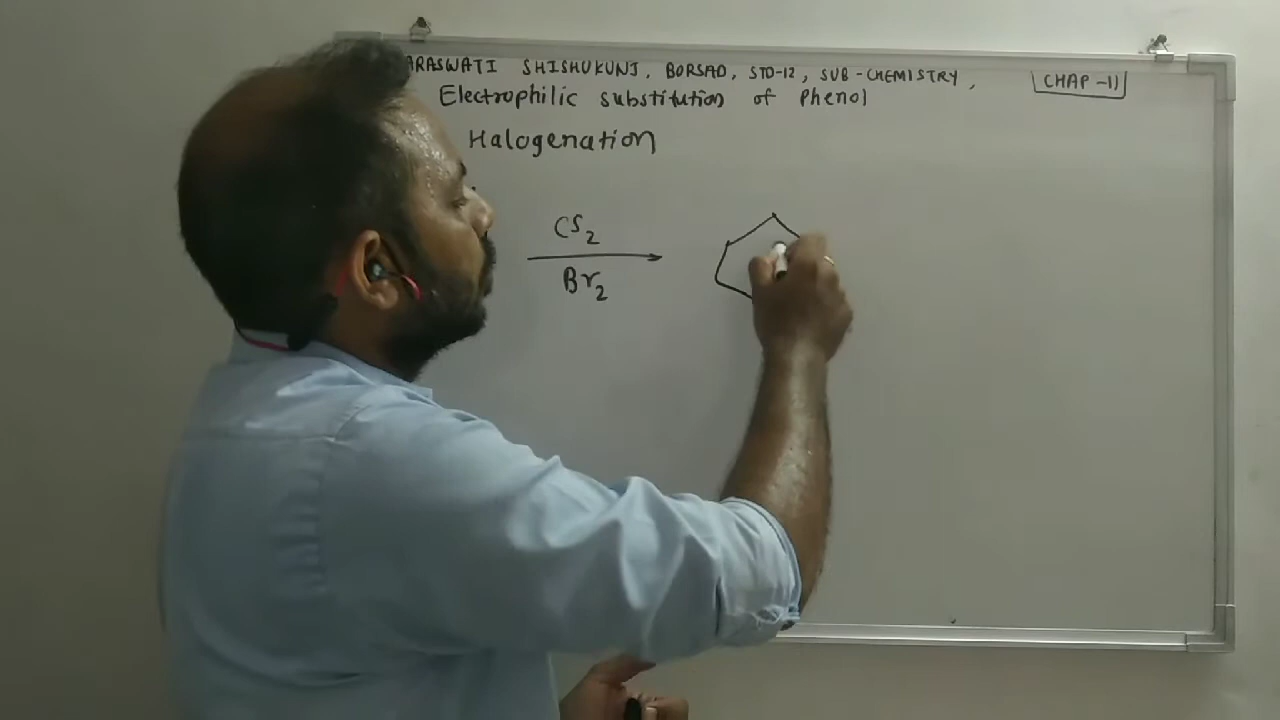 ARASWATI SHISHUKUNJ, BORSAD, STD-12, SUB-CHEMISTRY,
CHAP-11
Electrophilic substitution of Phenol
Halogenation
CS2
Br2